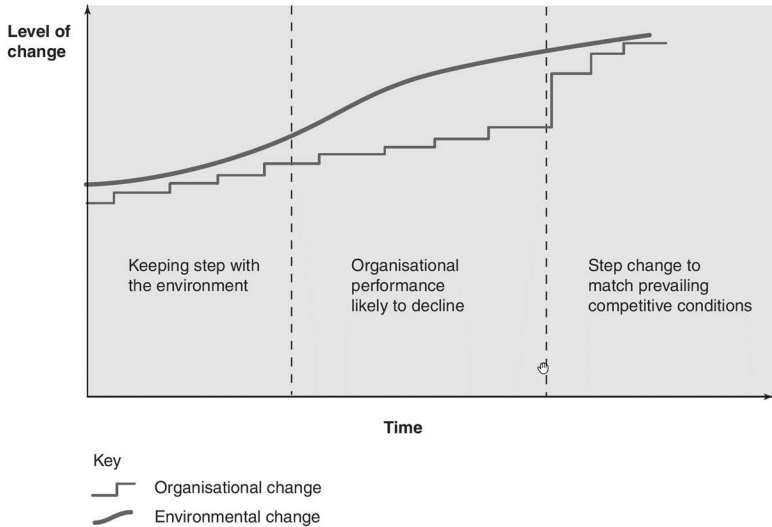 Level of
change
Keeping step with
the environment
Organisational
performance
likely to decline
Step change to
match prevailing
competitive conditions
Time
Key
Organisational change
Environmental change